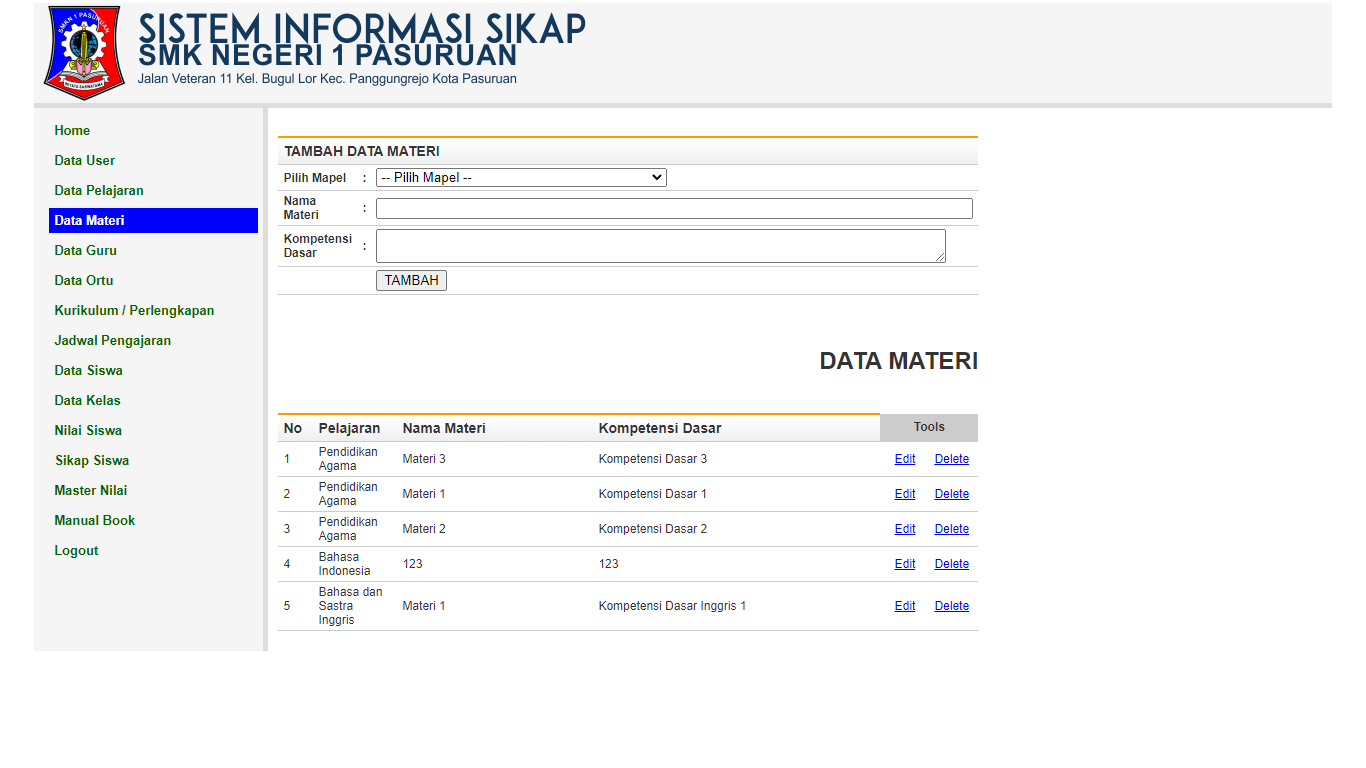 SMKN 1 PASURUAN
SISTEM INFORMASI SIKAP
SMK NEGERI 1 PASURUAN
Jalan Veteran 11 Kel. Bugul Lor Kec. Panggungrejo Kota Pasuruan
Home
Data User
Data Pelajaran
Data Materi
Data Guru
Data Ortu
Kurikulum / Perlengkapan
Jadwal Pengajaran
Data Siswa
Data Kelas
Nilai Siswa
Sikap Siswa
Master Nilai
Manual Book
Logout
TAMBAH DATA MATERI
Pilih Mapel : -- Pilih Mapel --
Nama
Materi :
Kompetensi
Dasar :
TAMBAH
DATA MATERI
No Pelajaran Nama Materi Kompetensi Dasar Tools
1 Pendidikan Agama Materi 3 Kompetensi Dasar 3 Edit Delete
2 Pendidikan Agama Materi 1 Kompetensi Dasar 1 Edit Delete
3 Pendidikan Agama Materi 2 Kompetensi Dasar 2 Edit Delete
4 Bahasa Indonesia 123 123 Edit Delete
5 Bahasa dan Sastra Inggris Materi 1 Kompetensi Dasar Inggris 1 Edit Delete